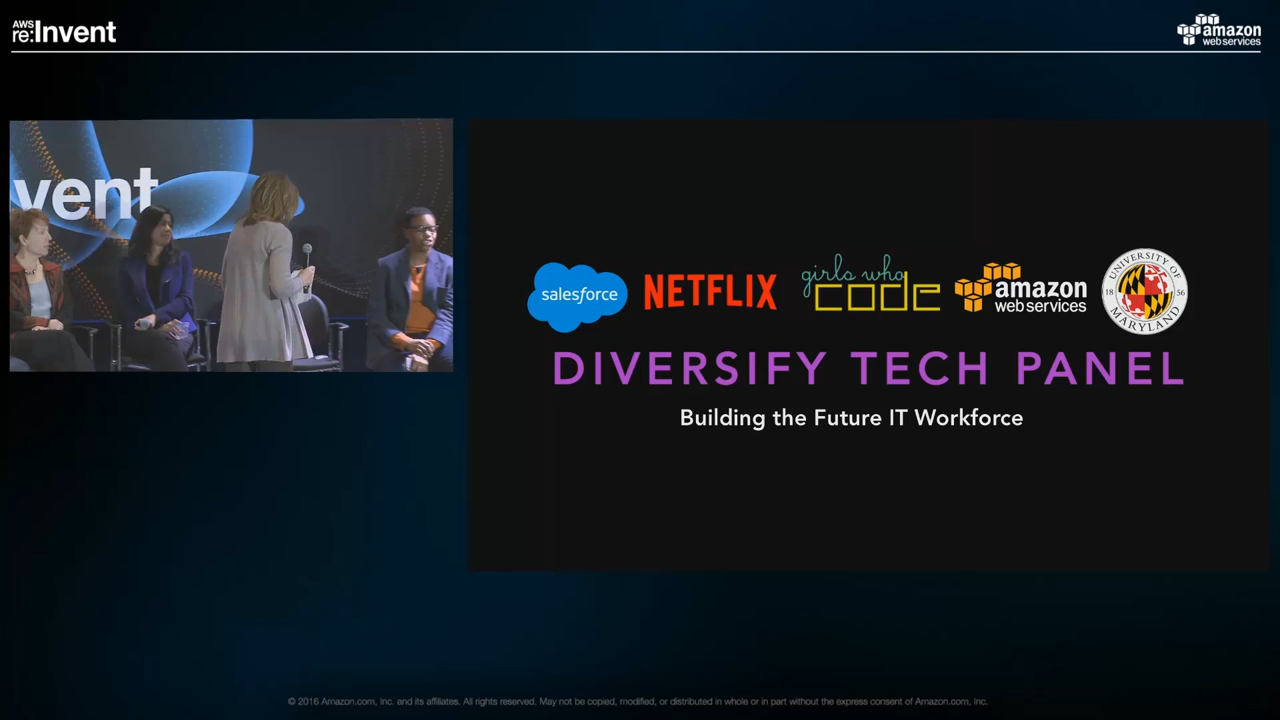 AWS
re:Invent
amazon
web services
vent
salesforce
NETFLIX
girls who
code
amazon
web services
UNIVERSITY OF
18 56
MARYLAND
DIVERSIFY TECH PANEL
Building the Future IT Workforce
© 2016 Amazon.com, Inc. and its affiliates. All rights reserved. May not be copied, modified, or distributed in whole or in part without the express consent of Amazon.com, Inc.